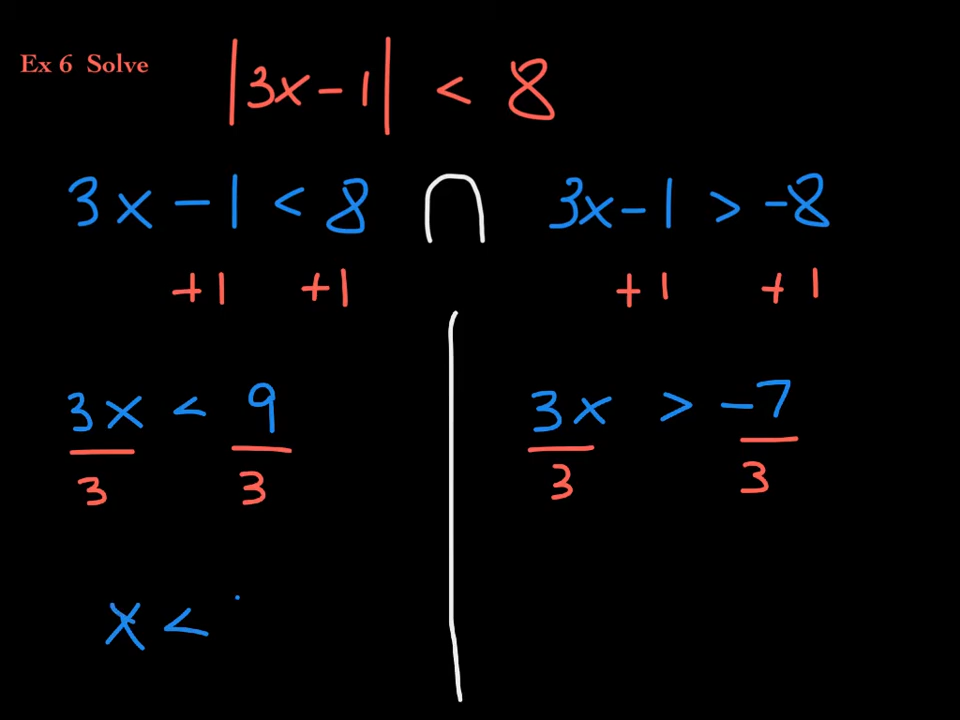 Ex 6 Solve |3x-1| < 8
3x-1<8 ∩ 3x-1 > -8
+1 +1 +1 +1
3x < 9 3x > -7
3 3 3 3
x <